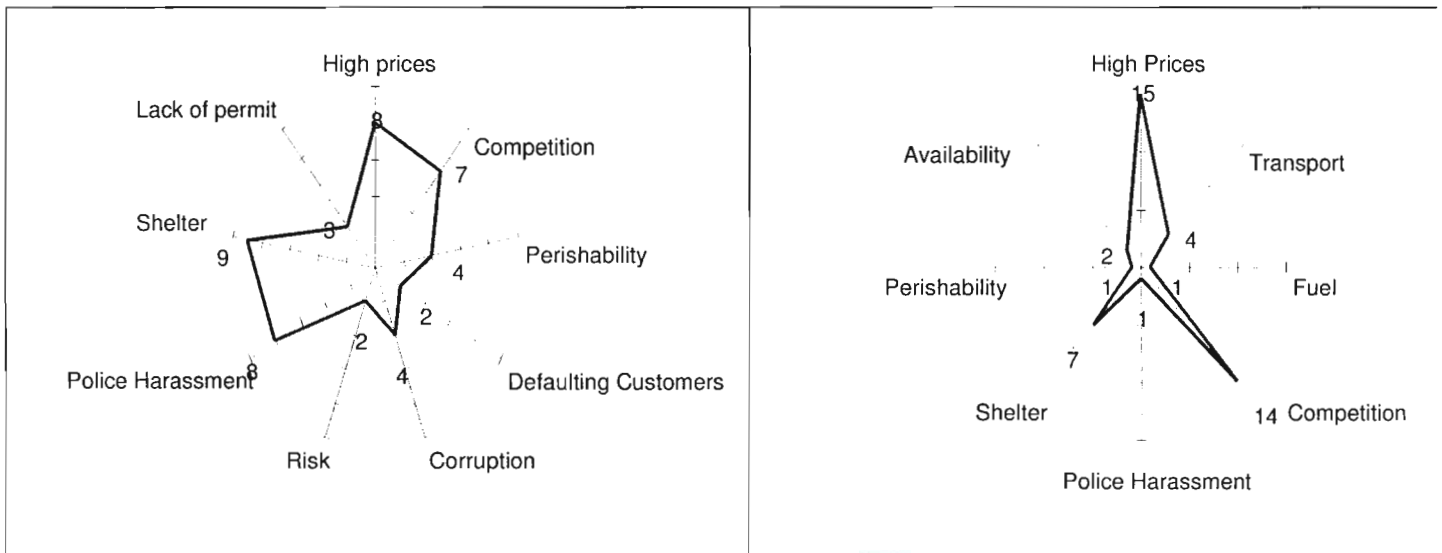 High prices
8
Lack of permit
Competition
7
Shelter
3
9
Perishability
4
2
2
Police Harassment
8
4
Defaulting Customers
Risk
Corruption
High Prices
15
Availability
Transport
4
2
Perishability
1
1
Fuel
1
7
Shelter
14 Competition
Police Harassment